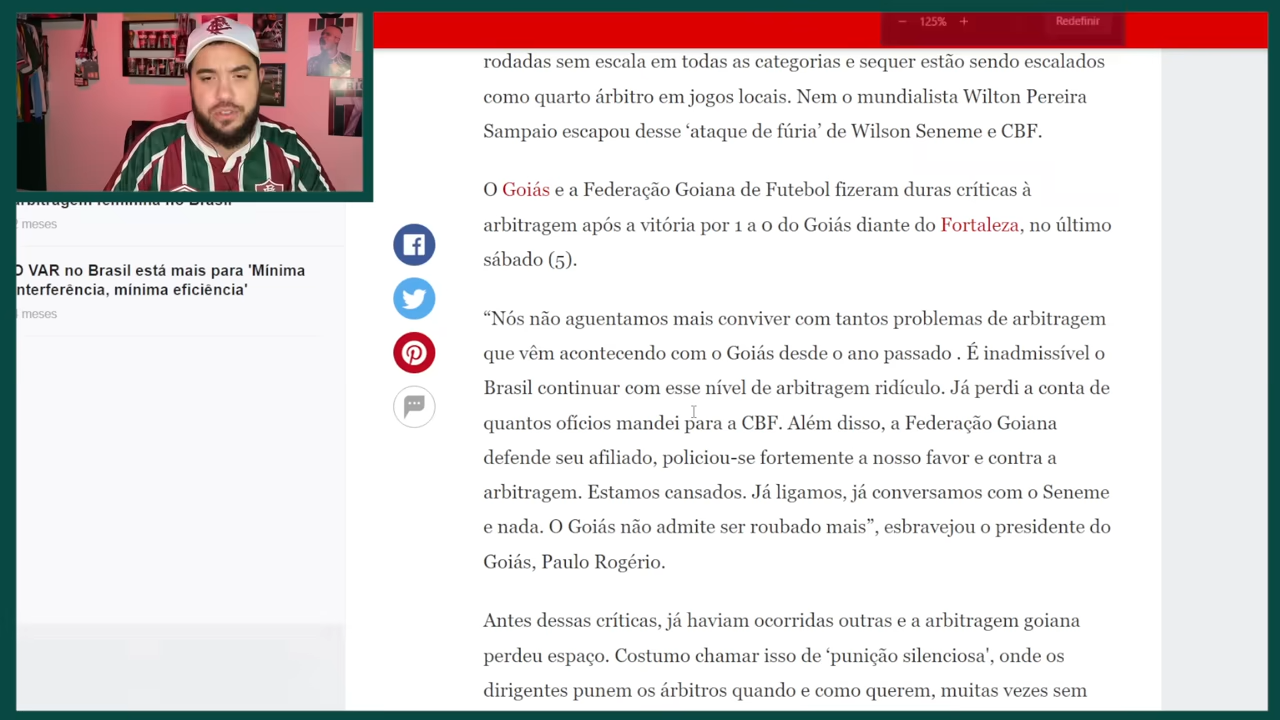 125%
Redefinir
2 meses
O VAR no Brasil está mais para 'Mínima
interferência, mínima eficiência'
meses
rodadas sem escala em todas as categorias e sequer estão sendo escalados
como quarto árbitro em jogos locais. Nem o mundialista Wilton Pereira
Sampaio escapou desse ‘ataque de fúria’ de Wilson Seneme e CBF.
O Goiás e a Federação Goiana de Futebol fizeram duras críticas à
arbitragem após a vitória por 1 a 0 do Goiás diante do Fortaleza, no último
sábado (5).
“Nós não aguentamos mais conviver com tantos problemas de arbitragem
que vêm acontecendo com o Goiás desde o ano passado . É inadmissível o
Brasil continuar com esse nível de arbitragem ridículo. Já perdi a conta de
quantos ofícios mandei para a CBF. Além disso, a Federação Goiana
defende seu afiliado, policiou-se fortemente a nosso favor e contra a
arbitragem. Estamos cansados. Já ligamos, já conversamos com o Seneme
e nada. O Goiás não admite ser roubado mais”, esbravejou o presidente do
Goiás, Paulo Rogério.
Antes dessas críticas, já haviam ocorridas outras e a arbitragem goiana
perdeu espaço. Costumo chamar isso de ‘punição silenciosa', onde os
dirigentes punem os árbitros quando e como querem, muitas vezes sem